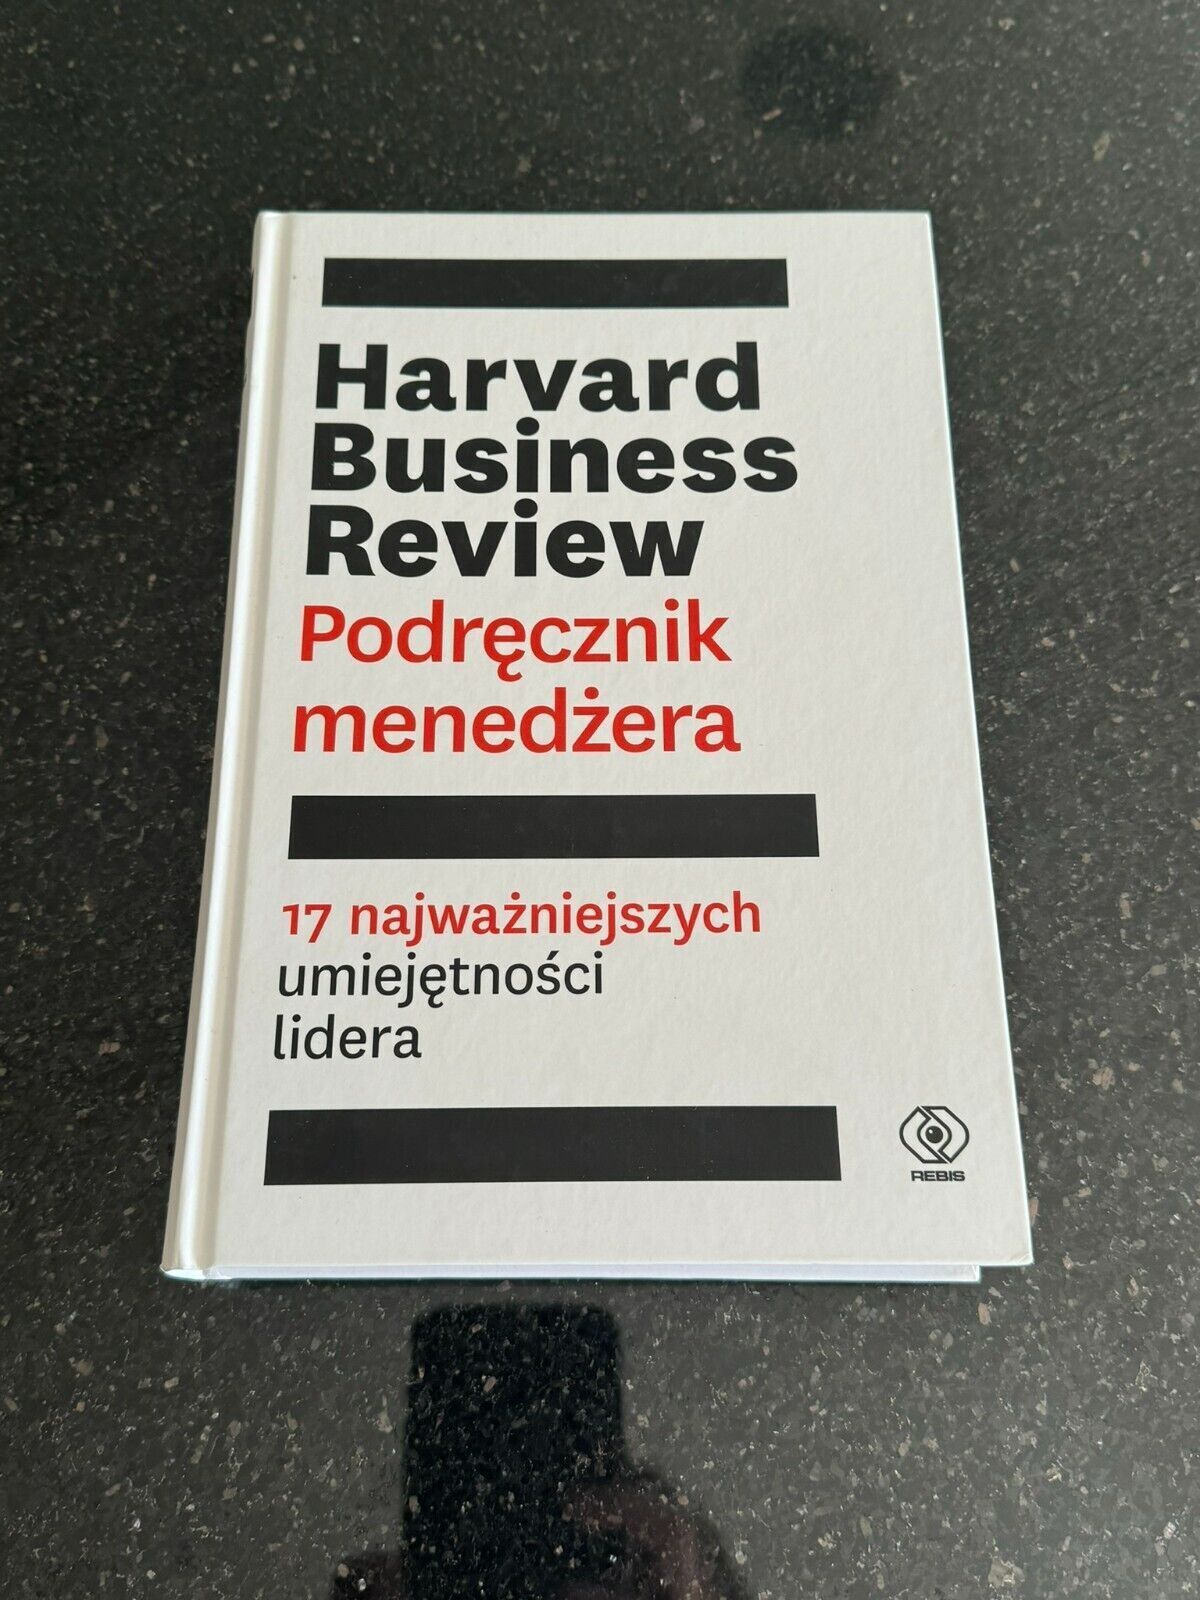 Harvard
Business
Review
Podręcznik
menedżera
17 najważniejszych
umiejętności
lidera
REBIS